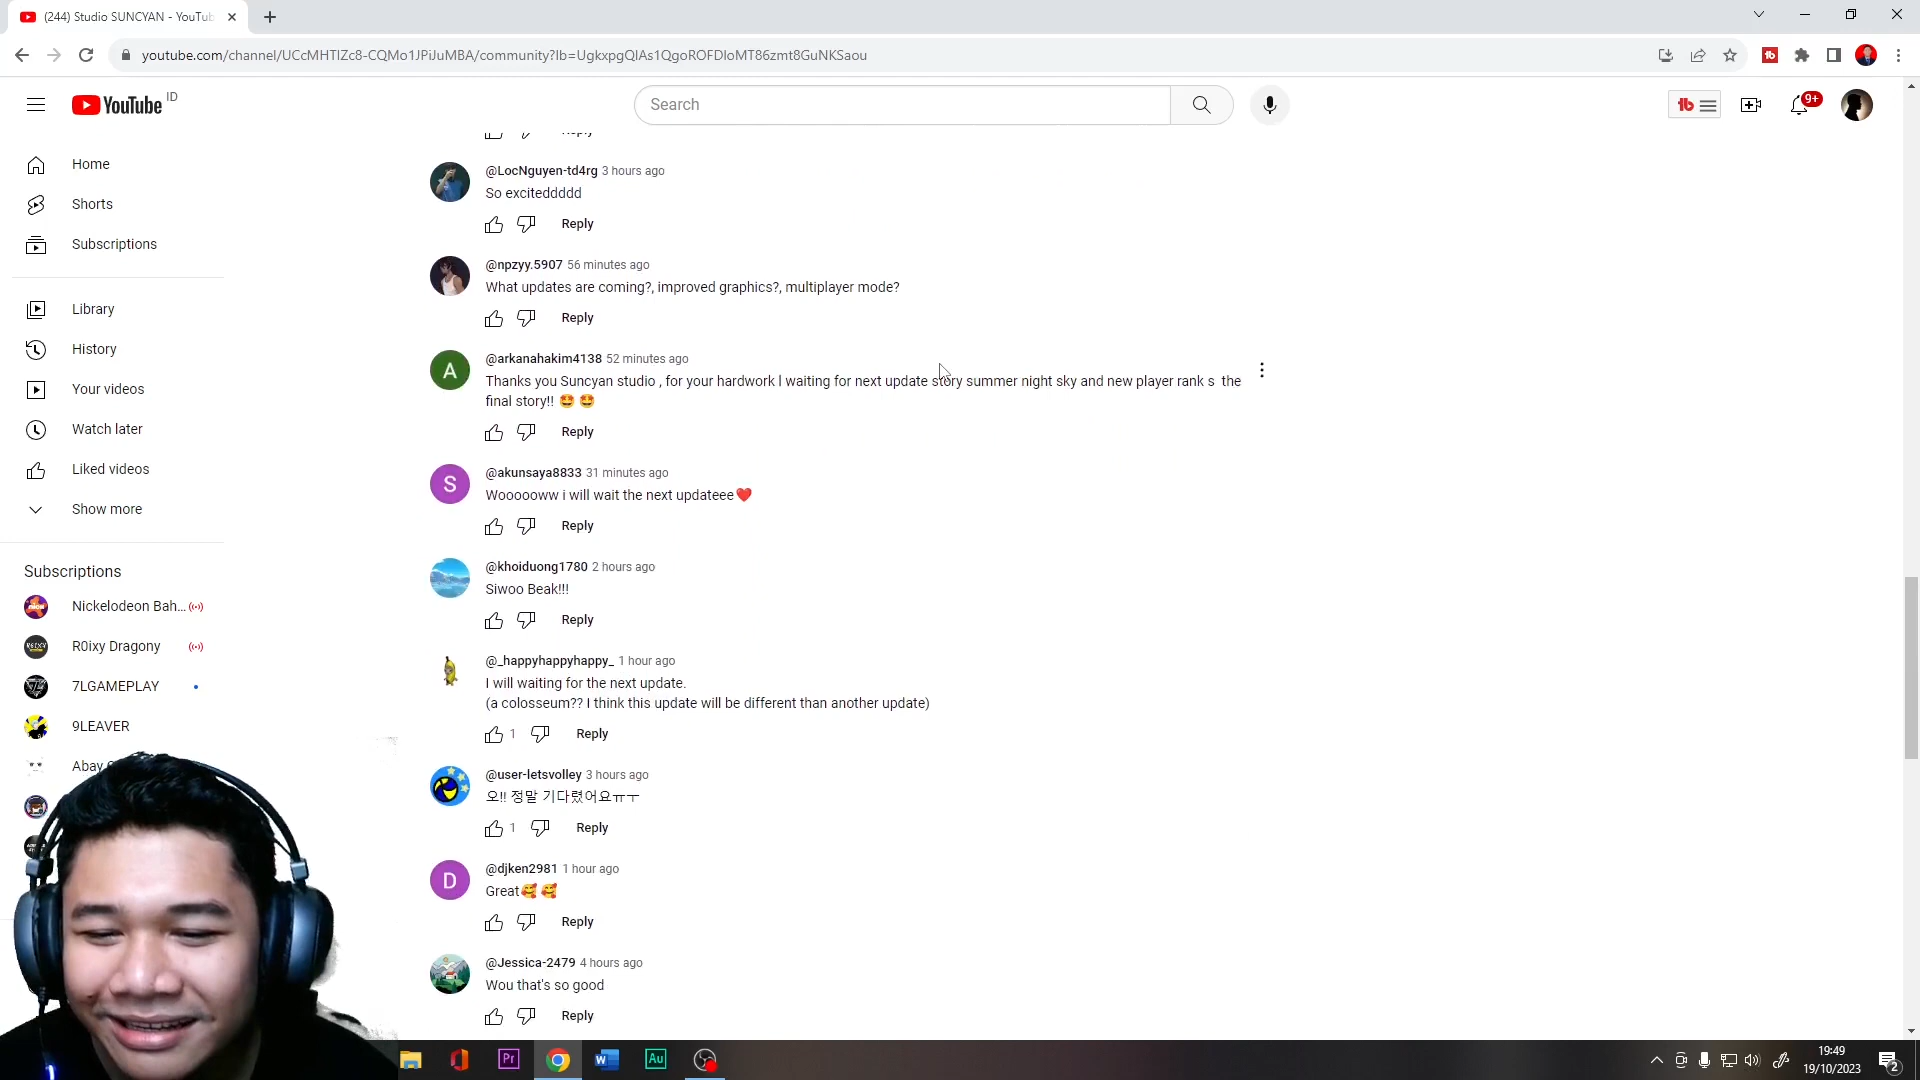 (244) Studio SUNCYAN - YouTub
youtube.com/channel/UCcMHTlZc8-CQMo1JPiJuMBA/community?lb=UgkxpgQlAs1QgoROFDIoMT86zmt8GuNKSaou
YouTube ID
Search
9+
Home
Shorts
Subscriptions
Library
History
Your videos
Watch later
Liked videos
Show more
Subscriptions
Nickelodeon Bah...
R0ixy Dragony
7LGAMEPLAY
9LEAVER
Reply
@LocNguyen-td4rg 3 hours ago
So exciteddddd
Reply
@npzyy.5907 56 minutes ago
What updates are coming?, improved graphics?, multiplayer mode?
Reply
A
@arkanahakim4138 52 minutes ago
Thanks you Suncyan studio , for your hardwork I waiting for next update story summer night sky and new player rank s the
final story!! 🤩 🤩
Reply
S
@akunsaya8833 31 minutes ago
Woooooww i will wait the next updateee❤️
Reply
@khoiduong1780 2 hours ago
Siwoo Beak!!!
Reply
@_happyhappyhappy_ 1 hour ago
I will waiting for the next update.
(a colosseum?? I think this update will be different than another update)
1 Reply
@user-letsvolley 3 hours ago
오!! 정말 기다렸어요ㅠㅜ
1 Reply
D
@djken2981 1 hour ago
Great🥰 🥰
Reply
@Jessica-2479 4 hours ago
Wou that's so good
Reply
Pr
Au
19:49
19/10/2023
2